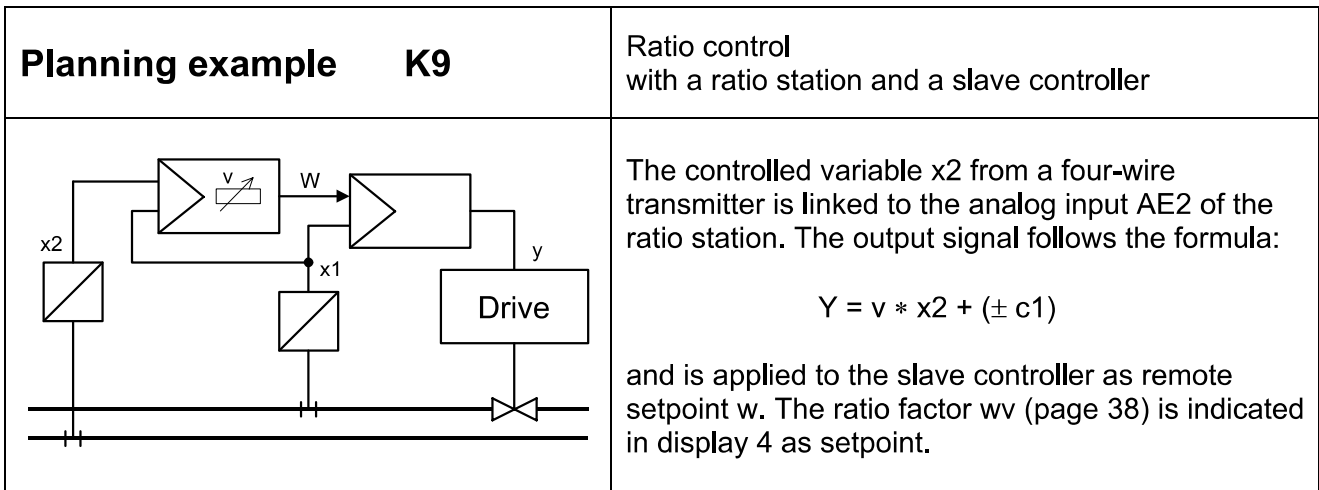 Planning example K9
Ratio control
with a ratio station and a slave controller
v
W
x2
x1
y
Drive
The controlled variable x2 from a four-wire
transmitter is linked to the analog input AE2 of the
ratio station. The output signal follows the formula:
Y = v ∗ x2 + (± c1)
and is applied to the slave controller as remote
setpoint w. The ratio factor wv (page 38) is indicated
in display 4 as setpoint.